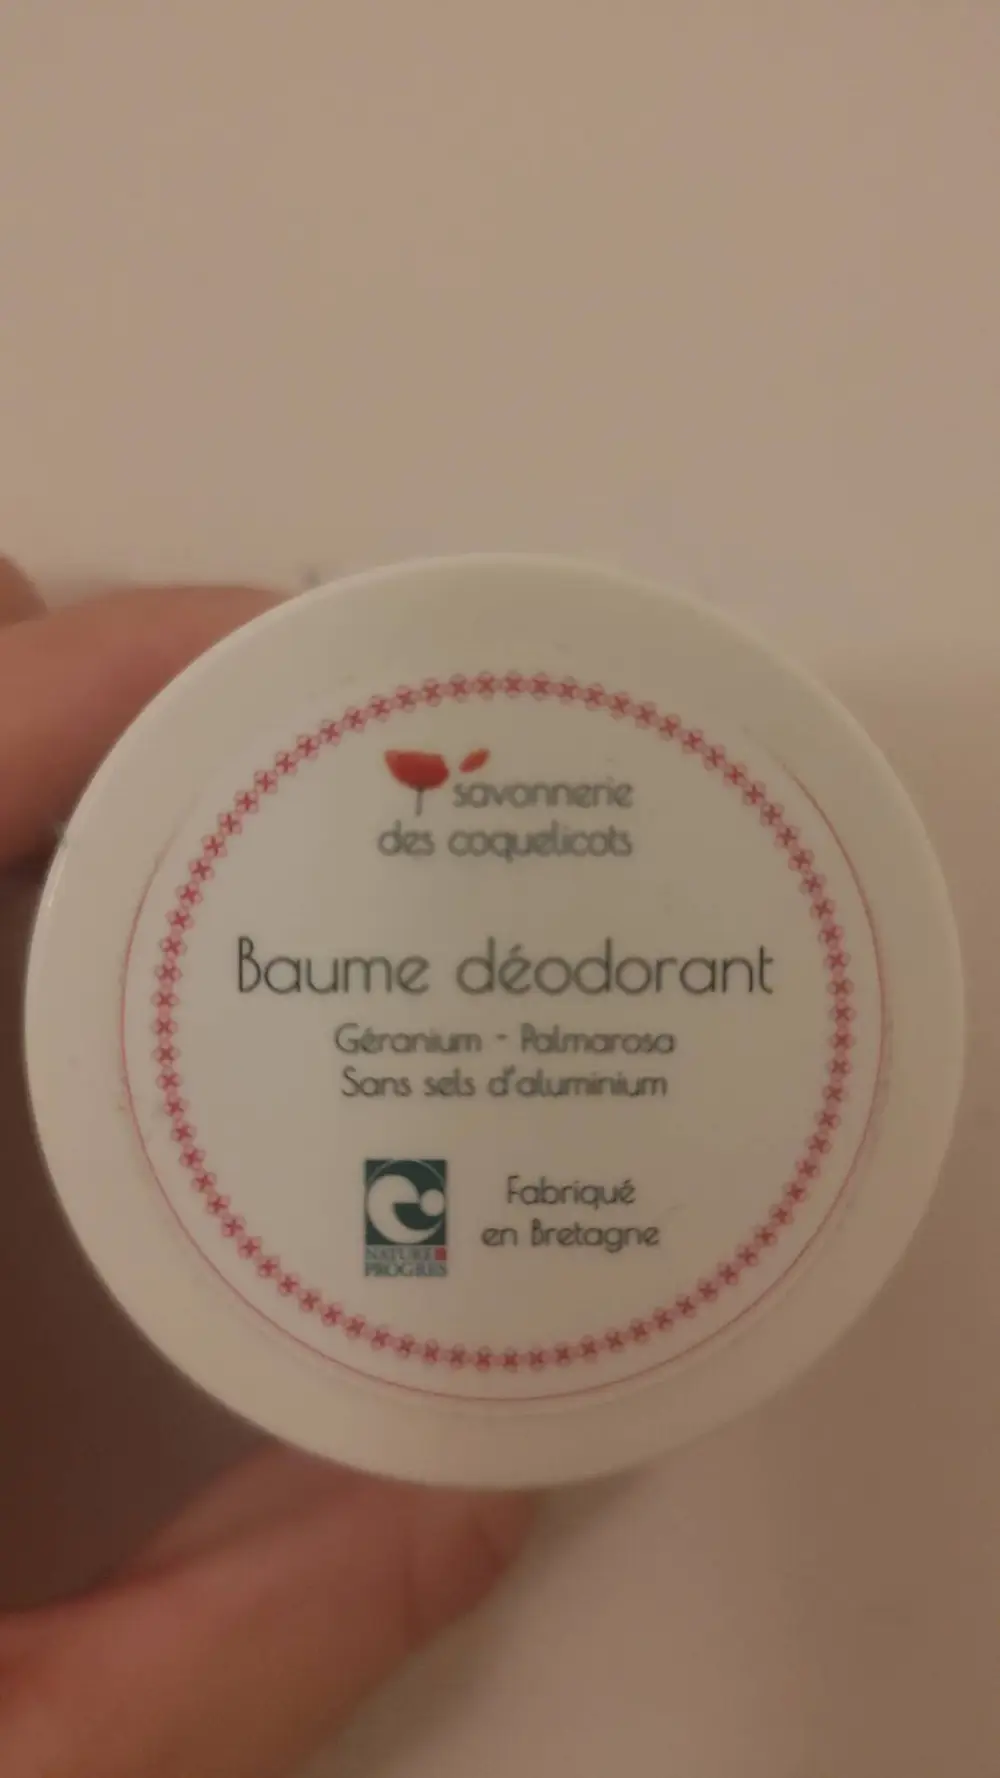 savonnerie
des coquelicots
Baume déodorant
Géranium - Palmarosa
Sans sels d'aluminium
Fabriqué
en Bretagne
NATURE
PROGRES